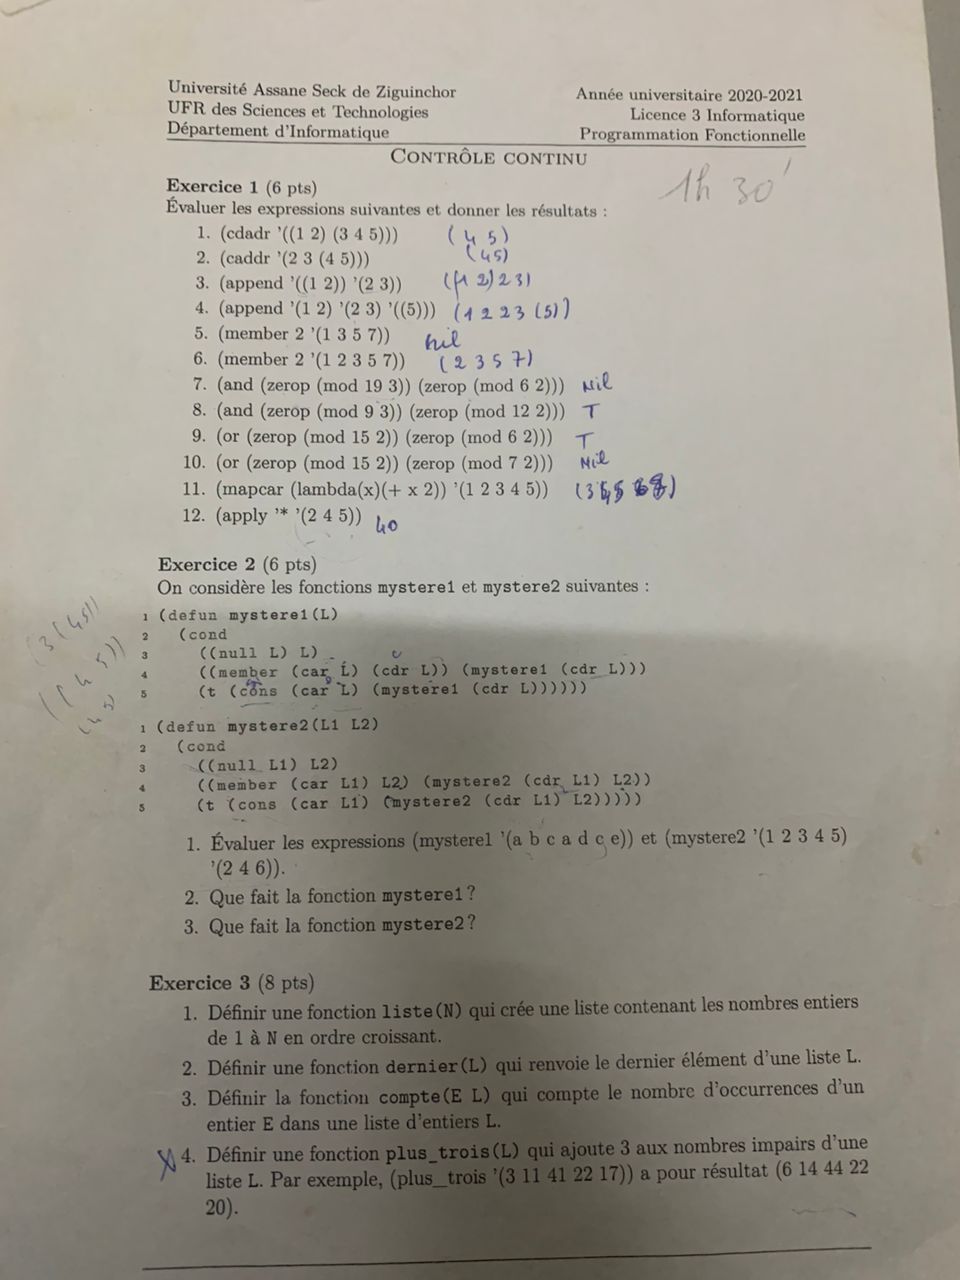 Université Assane Seck de Ziguinchor
UFR des Sciences et Technologies
Département d'Informatique
Année universitaire 2020-2021
Licence 3 Informatique
Programmation Fonctionnelle
CONTRÔLE CONTINU
1h 30'
Exercice 1 (6 pts)
Évaluer les expressions suivantes et donner les résultats :
1. (cdadr '((1 2) (3 4 5))) (4 5)
2. (caddr '(2 3 (4 5))) (4 5)
3. (append '((1 2)) '(2 3)) ((1 2) 2 3)
4. (append '(1 2) '(2 3) '((5))) (1 2 2 3 (5))
5. (member 2 '(1 3 5 7)) nil
6. (member 2 '(1 2 3 5 7)) (2 3 5 7)
7. (and (zerop (mod 19 3)) (zerop (mod 6 2))) Nil
8. (and (zerop (mod 9 3)) (zerop (mod 12 2))) T
9. (or (zerop (mod 15 2)) (zerop (mod 6 2))) T
10. (or (zerop (mod 15 2)) (zerop (mod 7 2))) Nil
11. (mapcar (lambda(x)(+ x 2)) '(1 2 3 4 5))
12. (apply '* '(2 4 5)) 40
Exercice 2 (6 pts)
On considère les fonctions mystere1 et mystere2 suivantes :
1 (defun mystere1(L)
2 (cond
3 ((null L) L)
4 ((member (car L) (cdr L)) (mystere1 (cdr L)))
5 (t (cons (car L) (mystere1 (cdr L))))))
(3 (45))
((4 5))
(4 5)
1 (defun mystere2(L1 L2)
2 (cond
3 ((null L1) L2)
4 ((member (car L1) L2) (mystere2 (cdr L1) L2))
5 (t (cons (car L1) (mystere2 (cdr L1) L2)))))
1. Évaluer les expressions (mystere1 '(a b c a d c e)) et (mystere2 '(1 2 3 4 5)
'(2 4 6)).
2. Que fait la fonction mystere1?
3. Que fait la fonction mystere2?
Exercice 3 (8 pts)
1. Définir une fonction liste(N) qui crée une liste contenant les nombres entiers
de 1 à N en ordre croissant.
2. Définir une fonction dernier(L) qui renvoie le dernier élément d'une liste L.
3. Définir la fonction compte(E L) qui compte le nombre d'occurrences d'un
entier E dans une liste d'entiers L.
4. Définir une fonction plus_trois(L) qui ajoute 3 aux nombres impairs d'une
liste L. Par exemple, (plus_trois '(3 11 41 22 17)) a pour résultat (6 14 44 22
20).